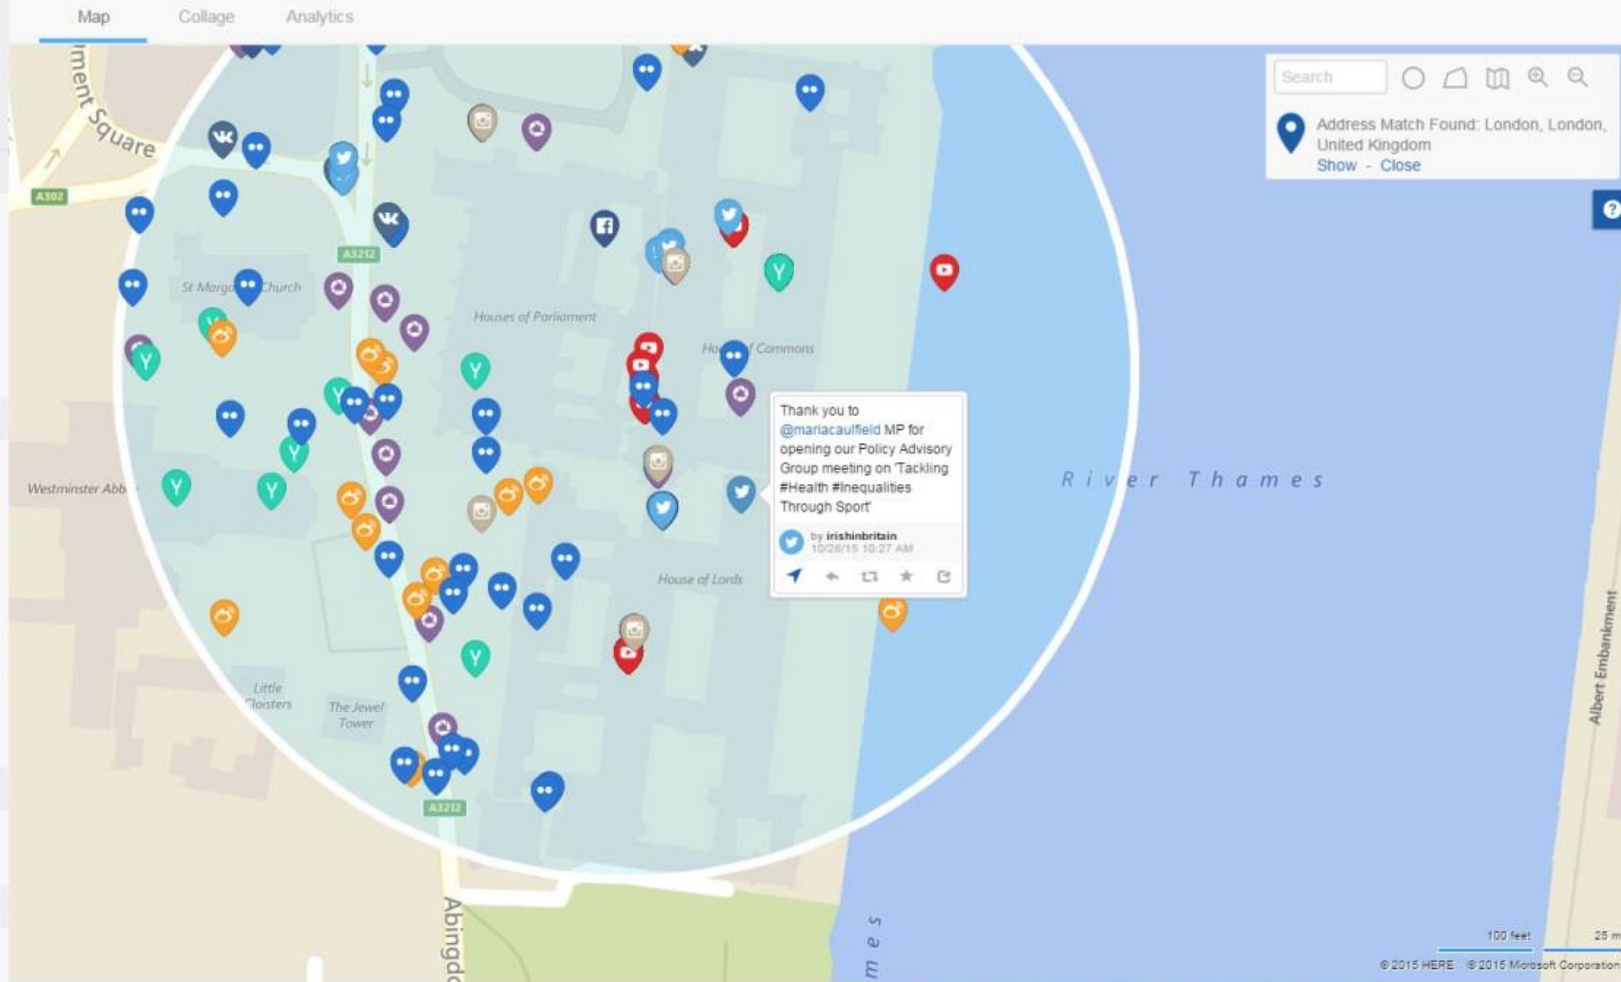 Map
Collage
Analytics
Search
Address Match Found: London, London,
United Kingdom
Show - Close
?
ment Square
A302
A3212
St Marga Church
Houses of Parliament
Ho f Commons
Westminster Abb
Thank you to
@mariacaulfield MP for
opening our Policy Advisory
Group meeting on 'Tackling
#Health #Inequalities
Through Sport'
by irishinbritain
10/28/15 10:27 AM
River Thames
House of Lords
Little
Cloisters
The Jewel
Tower
A3212
Abingdo
mes
Albert Embankment
100 feet
25 m
© 2015 HERE © 2015 Microsoft Corporation